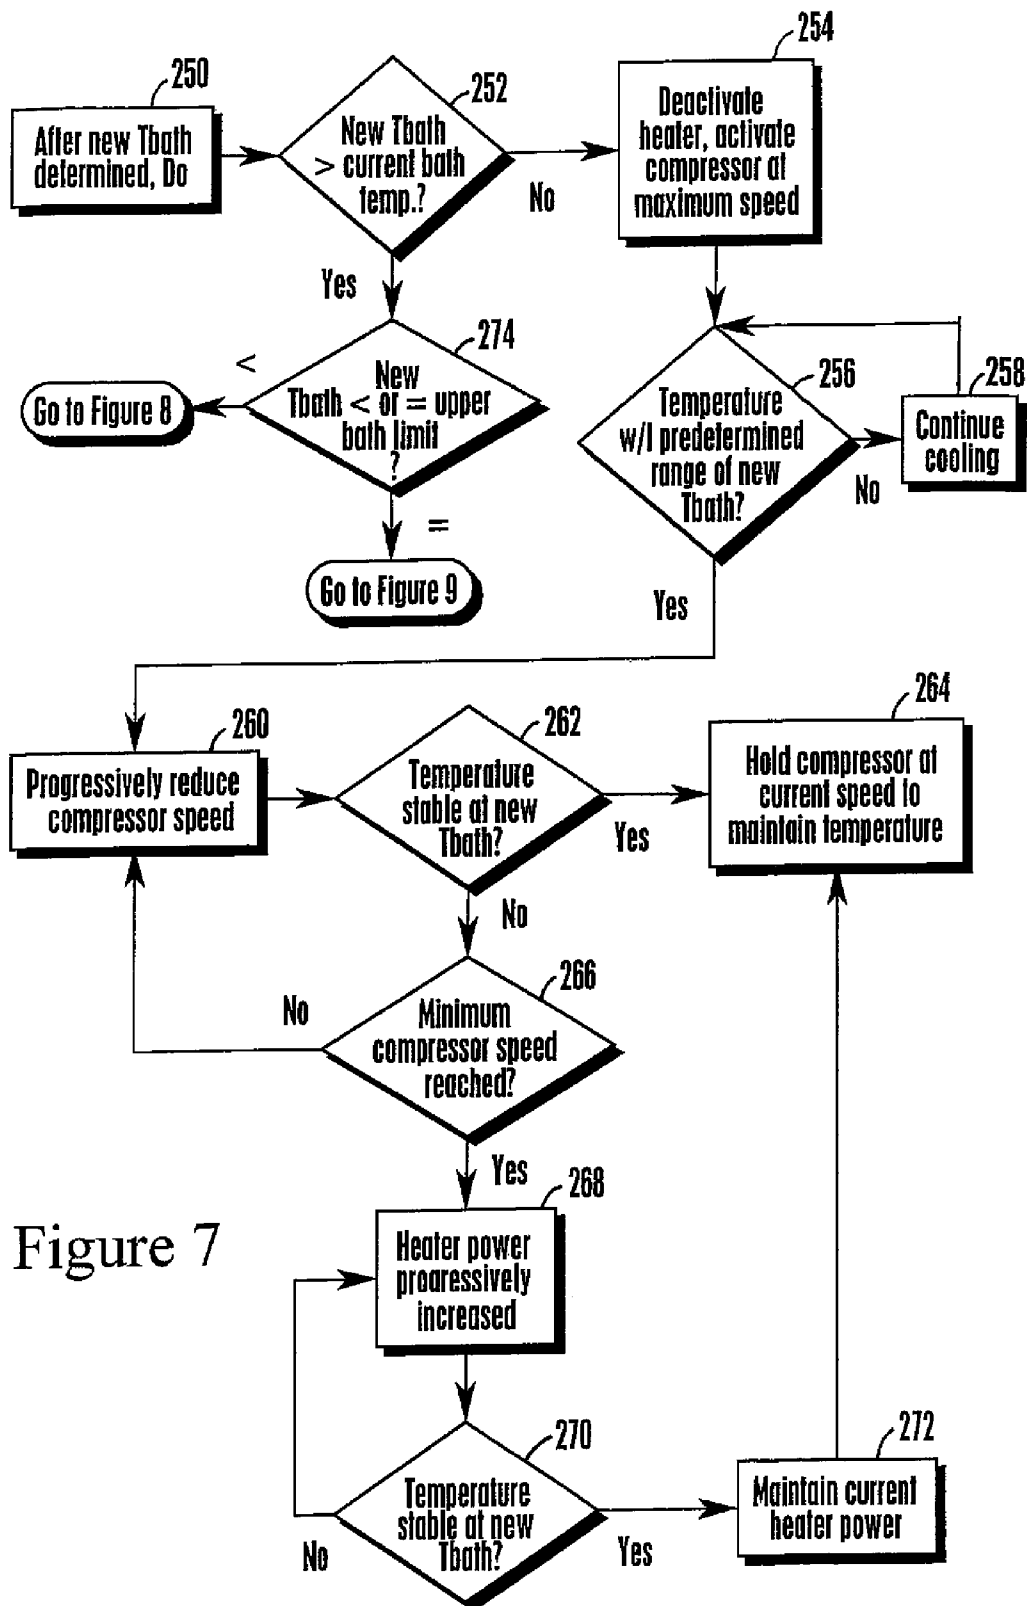 250
After new Tbath
determined, Do
252
New Tbath
> current bath
temp.?
No
Yes
254
Deactivate
heater, activate
compressor at
maximum speed
274
<
New
Tbath < or = upper
bath limit
?
Go to Figure 8
=
Go to Figure 9
256
Temperature
w/I predetermined
range of new
Tbath?
No
Yes
258
Continue
cooling
260
Progressively reduce
compressor speed
262
Temperature
stable at new
Tbath?
Yes
No
264
Hold compressor at
current speed to
maintain temperature
266
Minimum
compressor speed
reached?
No
Yes
268
Heater power
progressively
increased
Figure 7
270
Temperature
stable at new
Tbath?
No
Yes
272
Maintain current
heater power